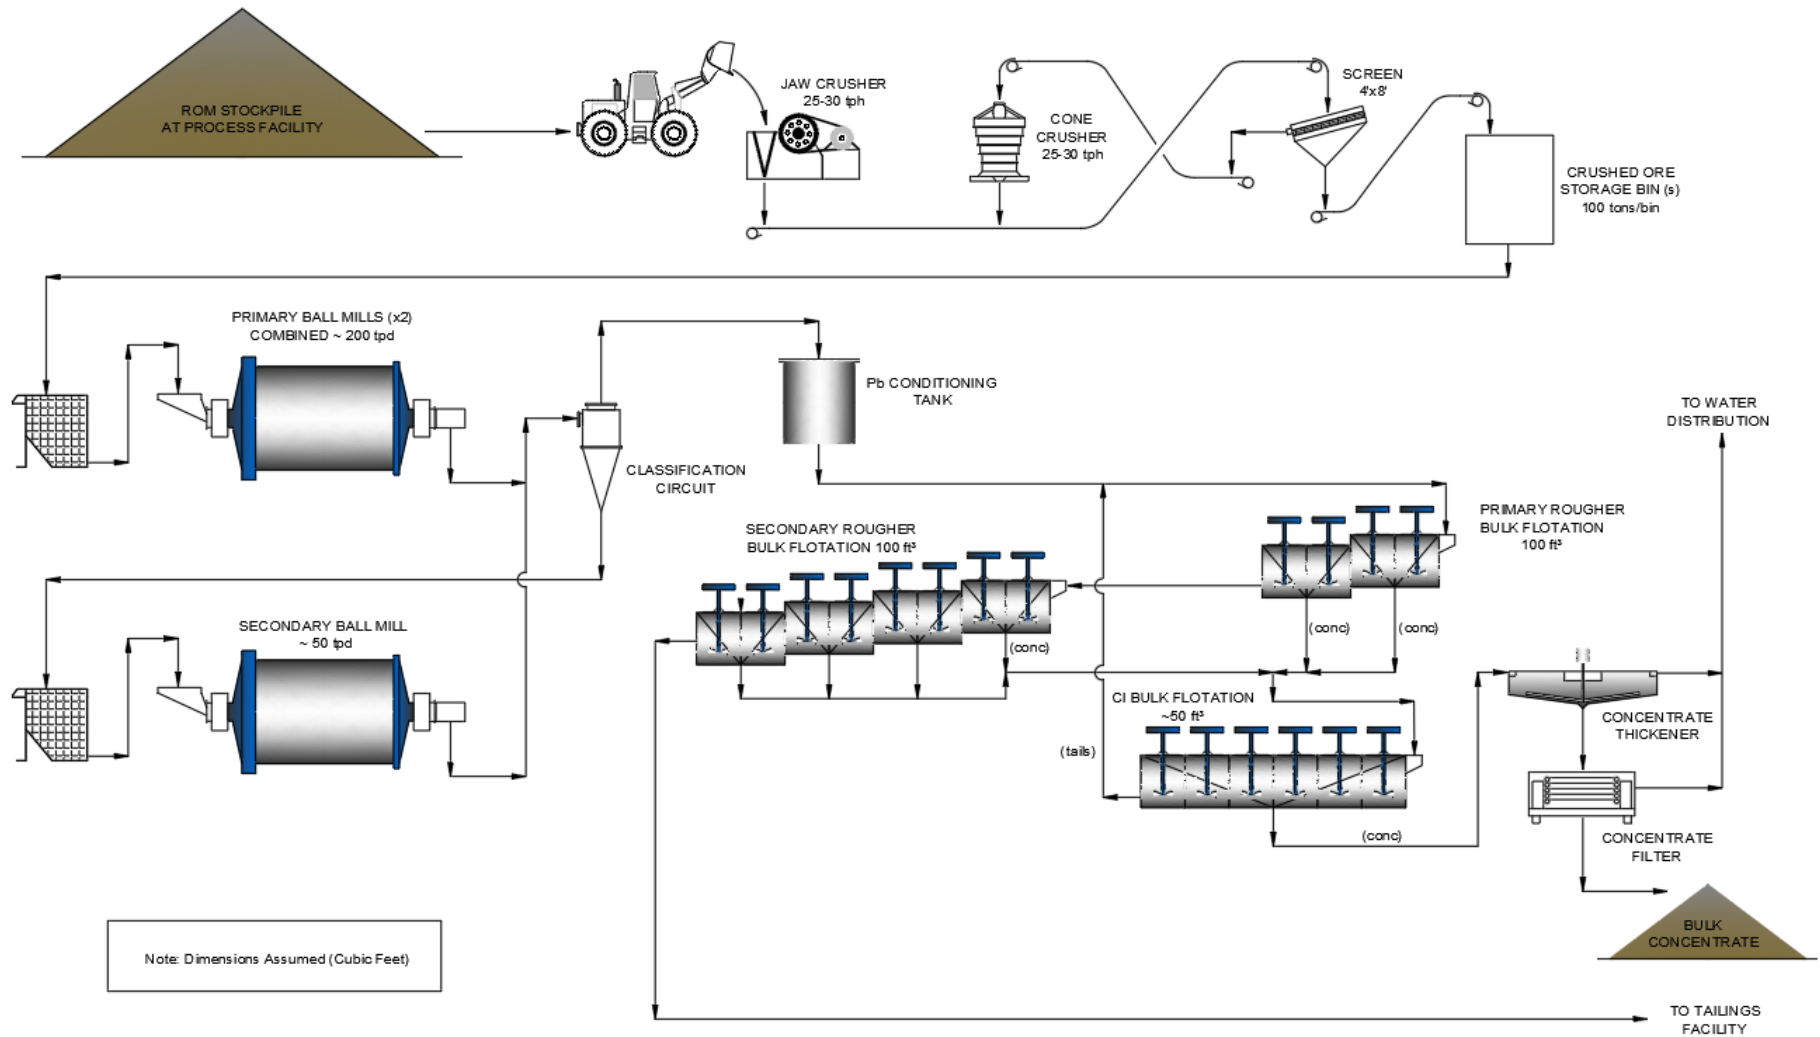 ROM STOCKPILE
AT PROCESS FACILITY
JAW CRUSHER
25-30 tph
CONE
CRUSHER
25-30 tph
SCREEN
4'x8'
CRUSHED ORE
STORAGE BIN (s)
100 tons/bin
PRIMARY BALL MILLS (x2)
COMBINED ~ 200 tpd
Pb CONDITIONING
TANK
CLASSIFICATION
CIRCUIT
TO WATER
DISTRIBUTION
SECONDARY ROUGHER
BULK FLOTATION 100 ft³
PRIMARY ROUGHER
BULK FLOTATION
100 ft³
SECONDARY BALL MILL
~ 50 tpd
(conc)
(conc)
(conc)
CI BULK FLOTATION
~50 ft³
(tails)
CONCENTRATE
THICKENER
(conc)
CONCENTRATE
FILTER
BULK
CONCENTRATE
Note: Dimensions Assumed (Cubic Feet)
TO TAILINGS
FACILITY